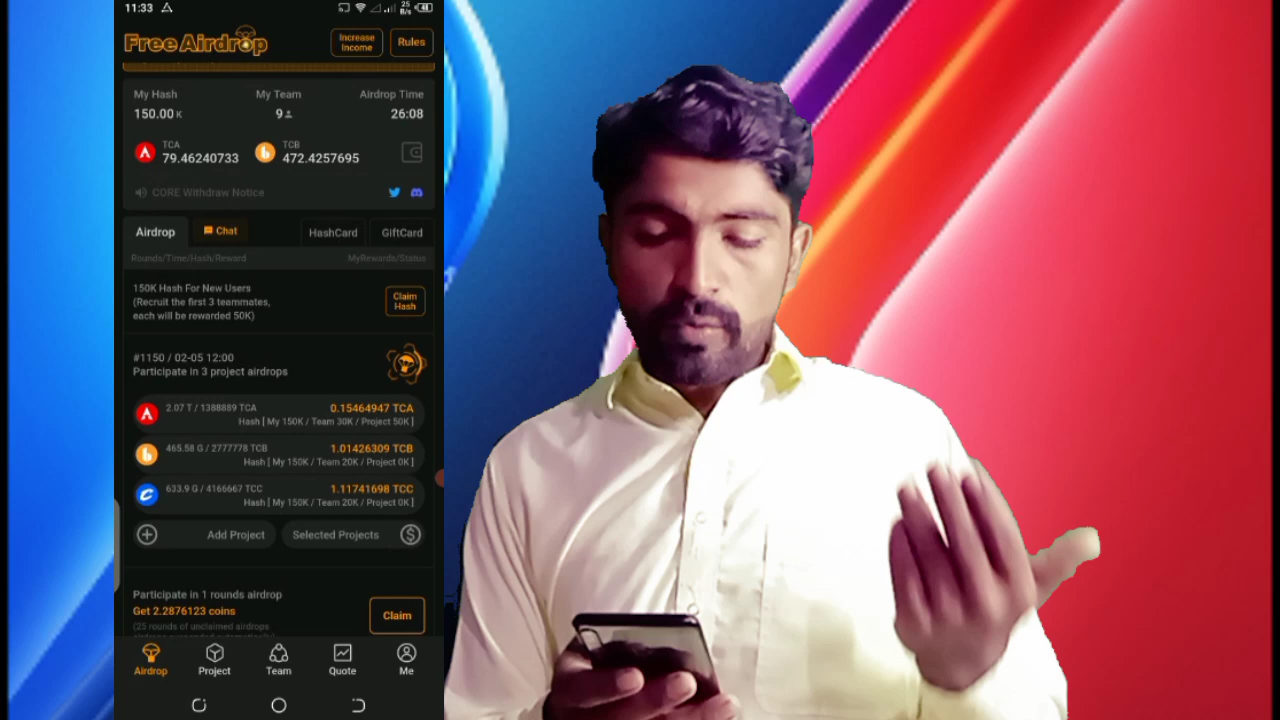 11:33
25
B/s
48
Free Airdrop
Increase
Income
Rules
My Hash
My Team
Airdrop Time
150.00 K
9
26:08
TCA
79.46240733
TCB
472.4257695
CORE Withdraw Notice
Airdrop
Chat
HashCard
GiftCard
Rounds/Time/Hash/Reward
MyRewards/Status
150K Hash For New Users
(Recruit the first 3 teammates,
each will be rewarded 50K)
Claim
Hash
#1150 / 02-05 12:00
Participate in 3 project airdrops
2.07 T / 1388889 TCA
0.15464947 TCA
Hash [ My 150K / Team 30K / Project 50K ]
465.58 G / 2777778 TCB
1.01426309 TCB
Hash [ My 150K / Team 20K / Project 0K ]
633.9 G / 4166667 TCC
1.11741698 TCC
Hash [ My 150K / Team 20K / Project 0K ]
Add Project
Selected Projects
Participate in 1 rounds airdrop
Get 2.2876123 coins
(25 rounds of unclaimed airdrops
Claim
Airdrop
Project
Team
Quote
Me